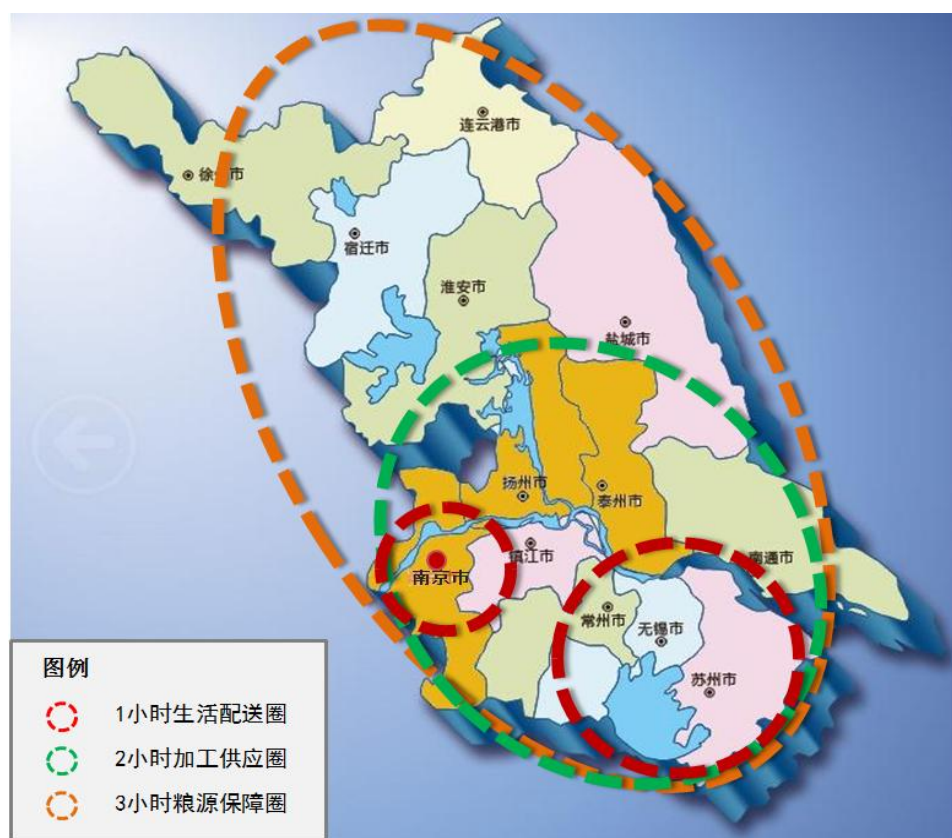 连云港市
徐州市
宿迁市
淮安市
盐城市
扬州市
泰州市
南京市
镇江市
南通市
常州市
无锡市
苏州市
图例
1小时生活配送圈
2小时加工供应圈
3小时粮源保障圈